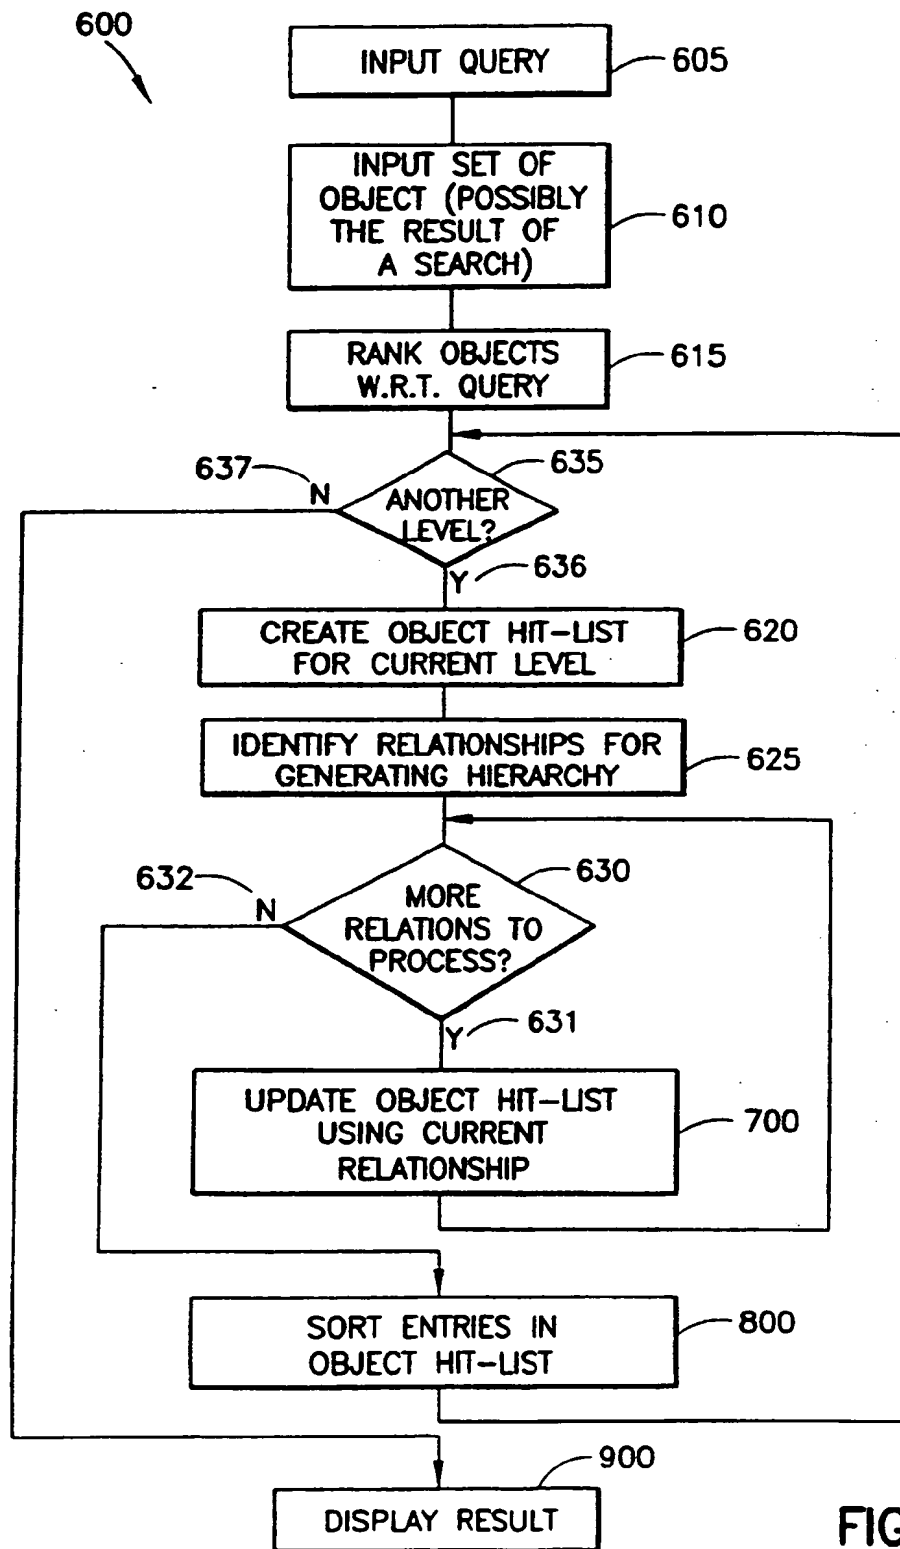 600
INPUT QUERY
605
INPUT SET OF
OBJECT (POSSIBLY
THE RESULT OF
A SEARCH)
610
RANK OBJECTS
W.R.T. QUERY
615
637
N
635
ANOTHER
LEVEL?
Y
636
CREATE OBJECT HIT-LIST
FOR CURRENT LEVEL
620
IDENTIFY RELATIONSHIPS FOR
GENERATING HIERARCHY
625
632
N
630
MORE
RELATIONS TO
PROCESS?
Y
631
UPDATE OBJECT HIT-LIST
USING CURRENT
RELATIONSHIP
700
SORT ENTRIES IN
OBJECT HIT-LIST
800
900
DISPLAY RESULT
FIG